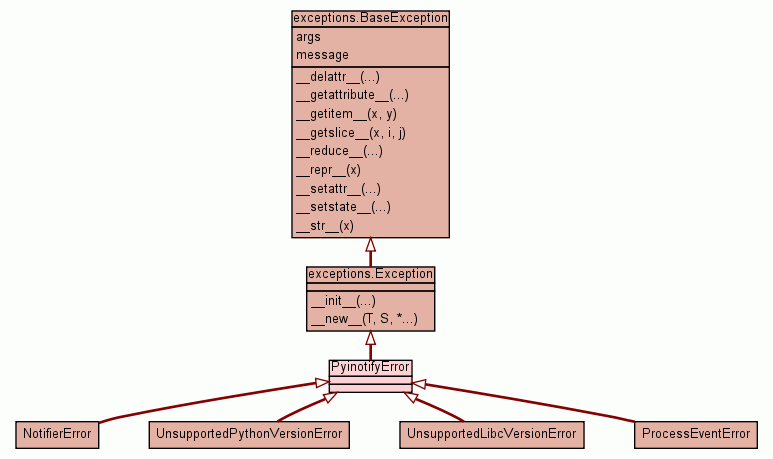 exceptions.BaseException
args
message
__delattr__(...)
__getattribute__(...)
__getitem__(x, y)
__getslice__(x, i, j)
__reduce__(...)
__repr__(x)
__setattr__(...)
__setstate__(...)
__str__(x)
exceptions.Exception
__init__(...)
__new__(T, S, *...)
PyinotifyError
NotifierError
UnsupportedPythonVersionError
UnsupportedLibcVersionError
ProcessEventError